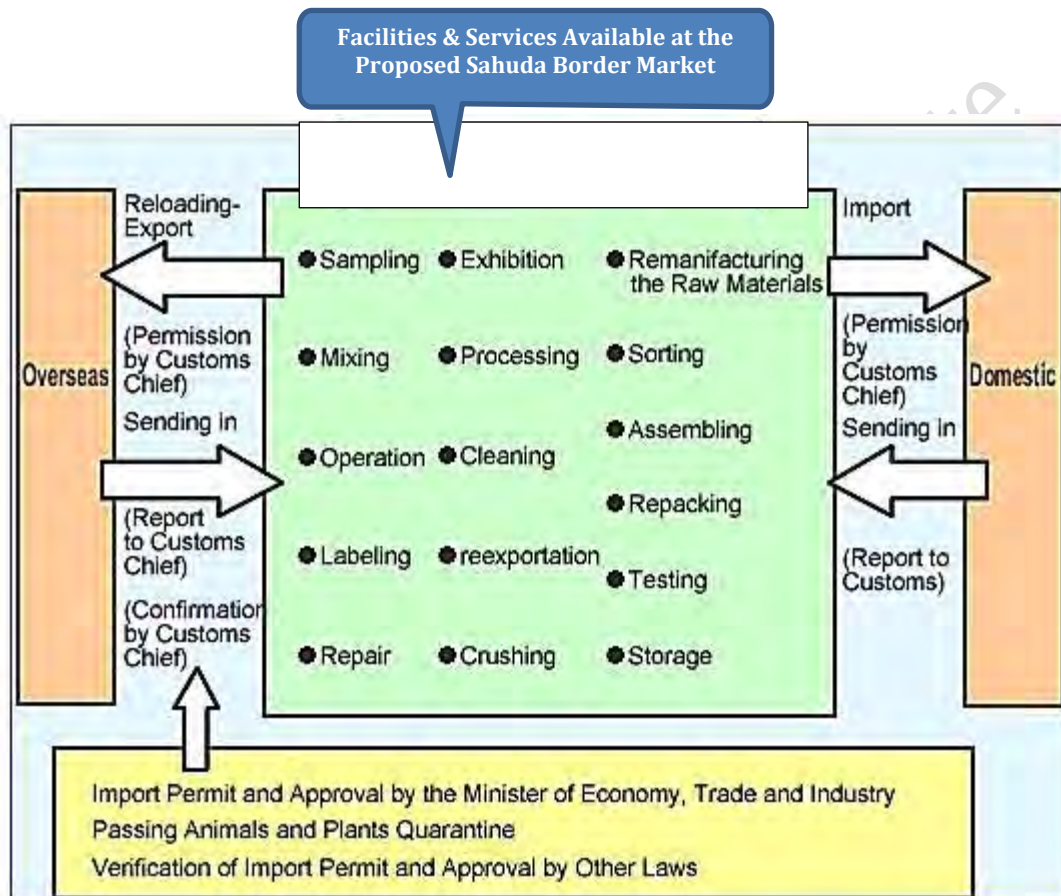 Facilities & Services Available at the
Proposed Sahuda Border Market
Overseas
Reloading-
Export
(Permission
by Customs
Chief)
Sending in
(Report
to Customs
Chief)
(Confirmation
by Customs
Chief)
Sampling
Exhibition
Remanifacturing
the Raw Materials
Mixing
Processing
Sorting
Assembling
Operation
Cleaning
Repacking
Labeling
reexportation
Testing
Repair
Crushing
Storage
Import
(Permission
by
Customs
Chief)
Sending in
(Report to
Customs)
Domestic
Import Permit and Approval by the Minister of Economy, Trade and Industry
Passing Animals and Plants Quarantine
Verification of Import Permit and Approval by Other Laws